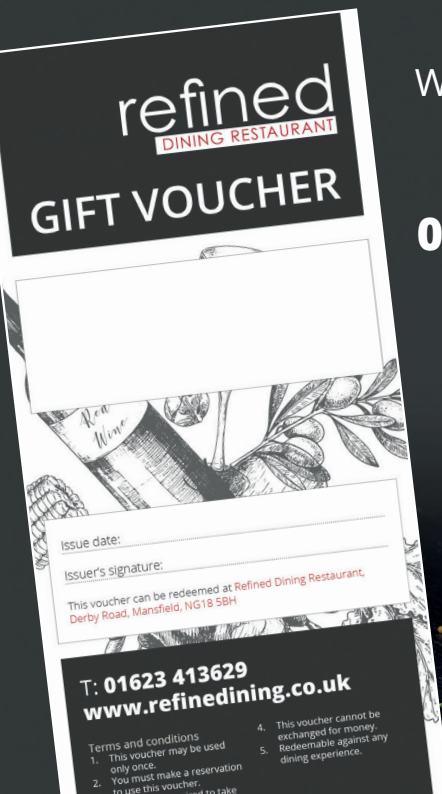 refined
DINING RESTAURANT
GIFT VOUCHER
Red
Wine
Issue date:
Issuer's signature:
This voucher can be redeemed at Refined Dining Restaurant,
Derby Road, Mansfield, NG18 5BH
T: 01623 413629
www.refinedining.co.uk
Terms and conditions
1. This voucher may be used
only once.
2. You must make a reservation
to use this voucher.
to take
4. This voucher cannot be
exchanged for money.
5. Redeemable against any
dining experience.
W
0